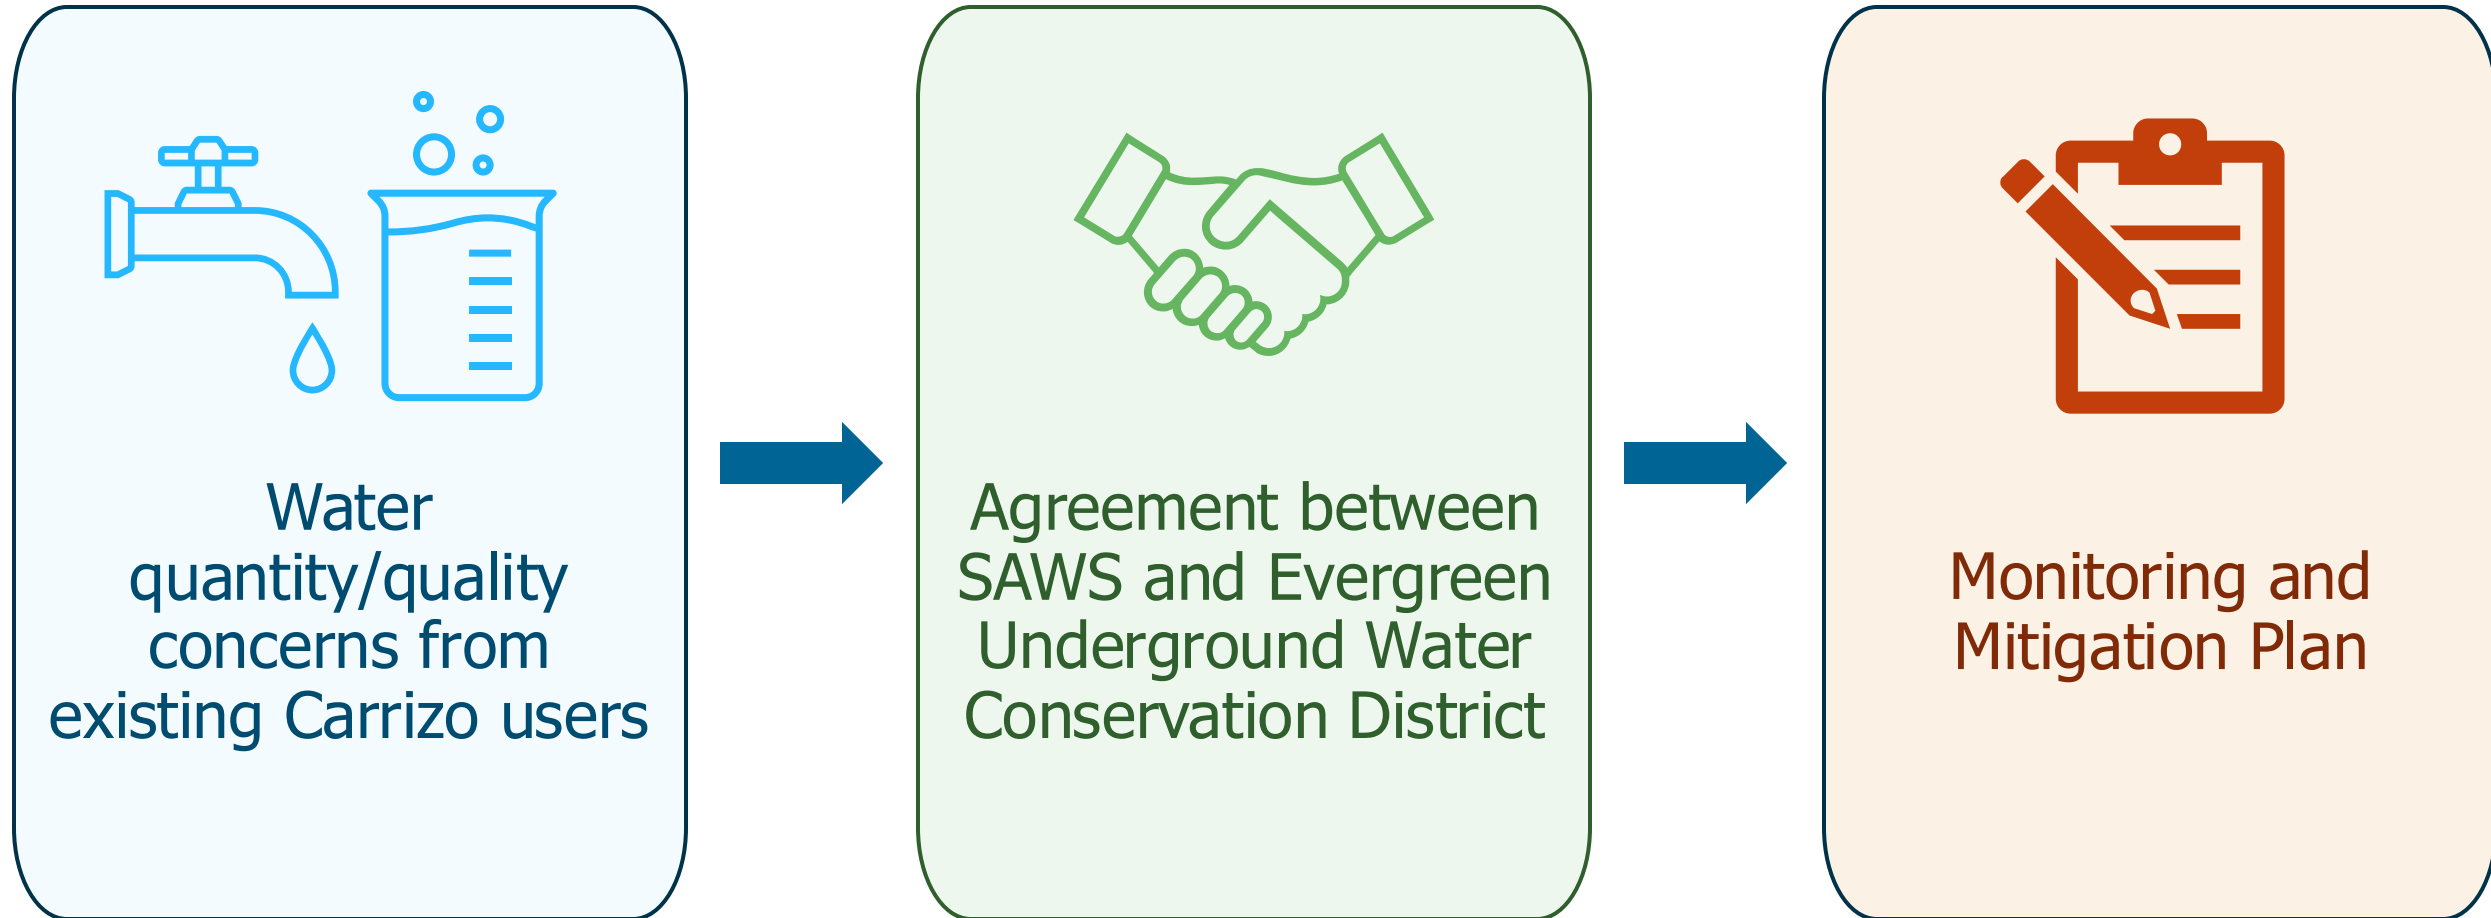 Water
quantity/quality
concerns from
existing Carrizo users
Agreement between
SAWS and Evergreen
Underground Water
Conservation District
Monitoring and
Mitigation Plan